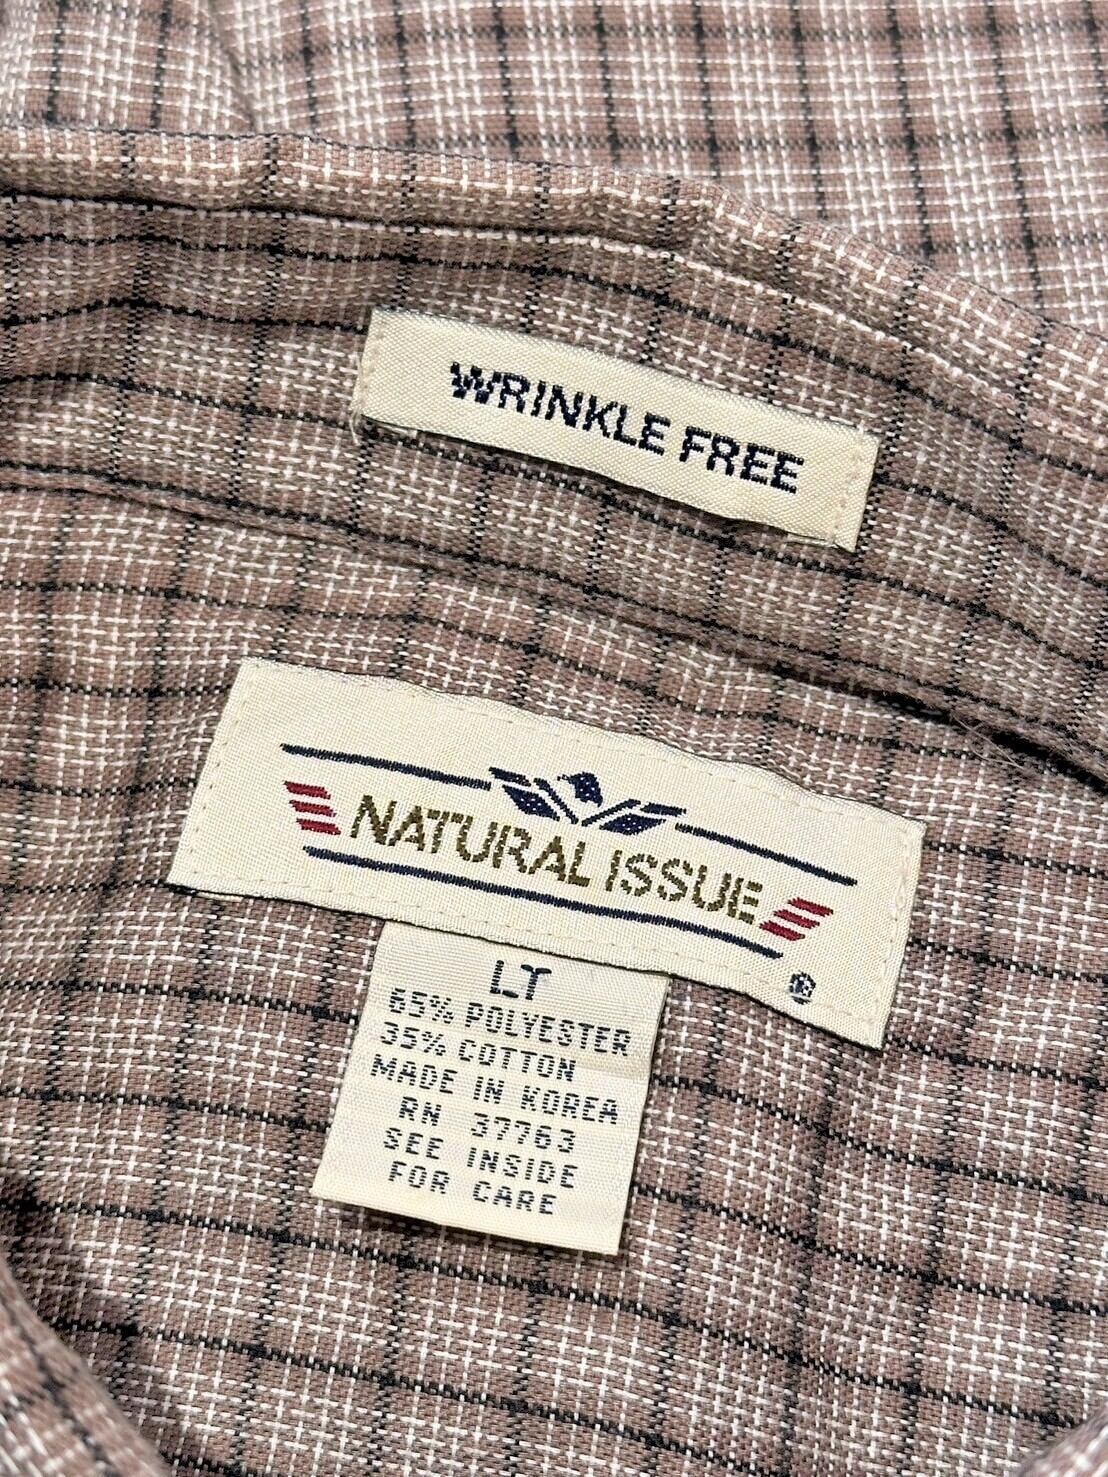 WRINKLE FREE
NATURAL ISSUE
®
LT
65% POLYESTER
35% COTTON
MADE IN KOREA
RN 37763
SEE INSIDE
FOR CARE